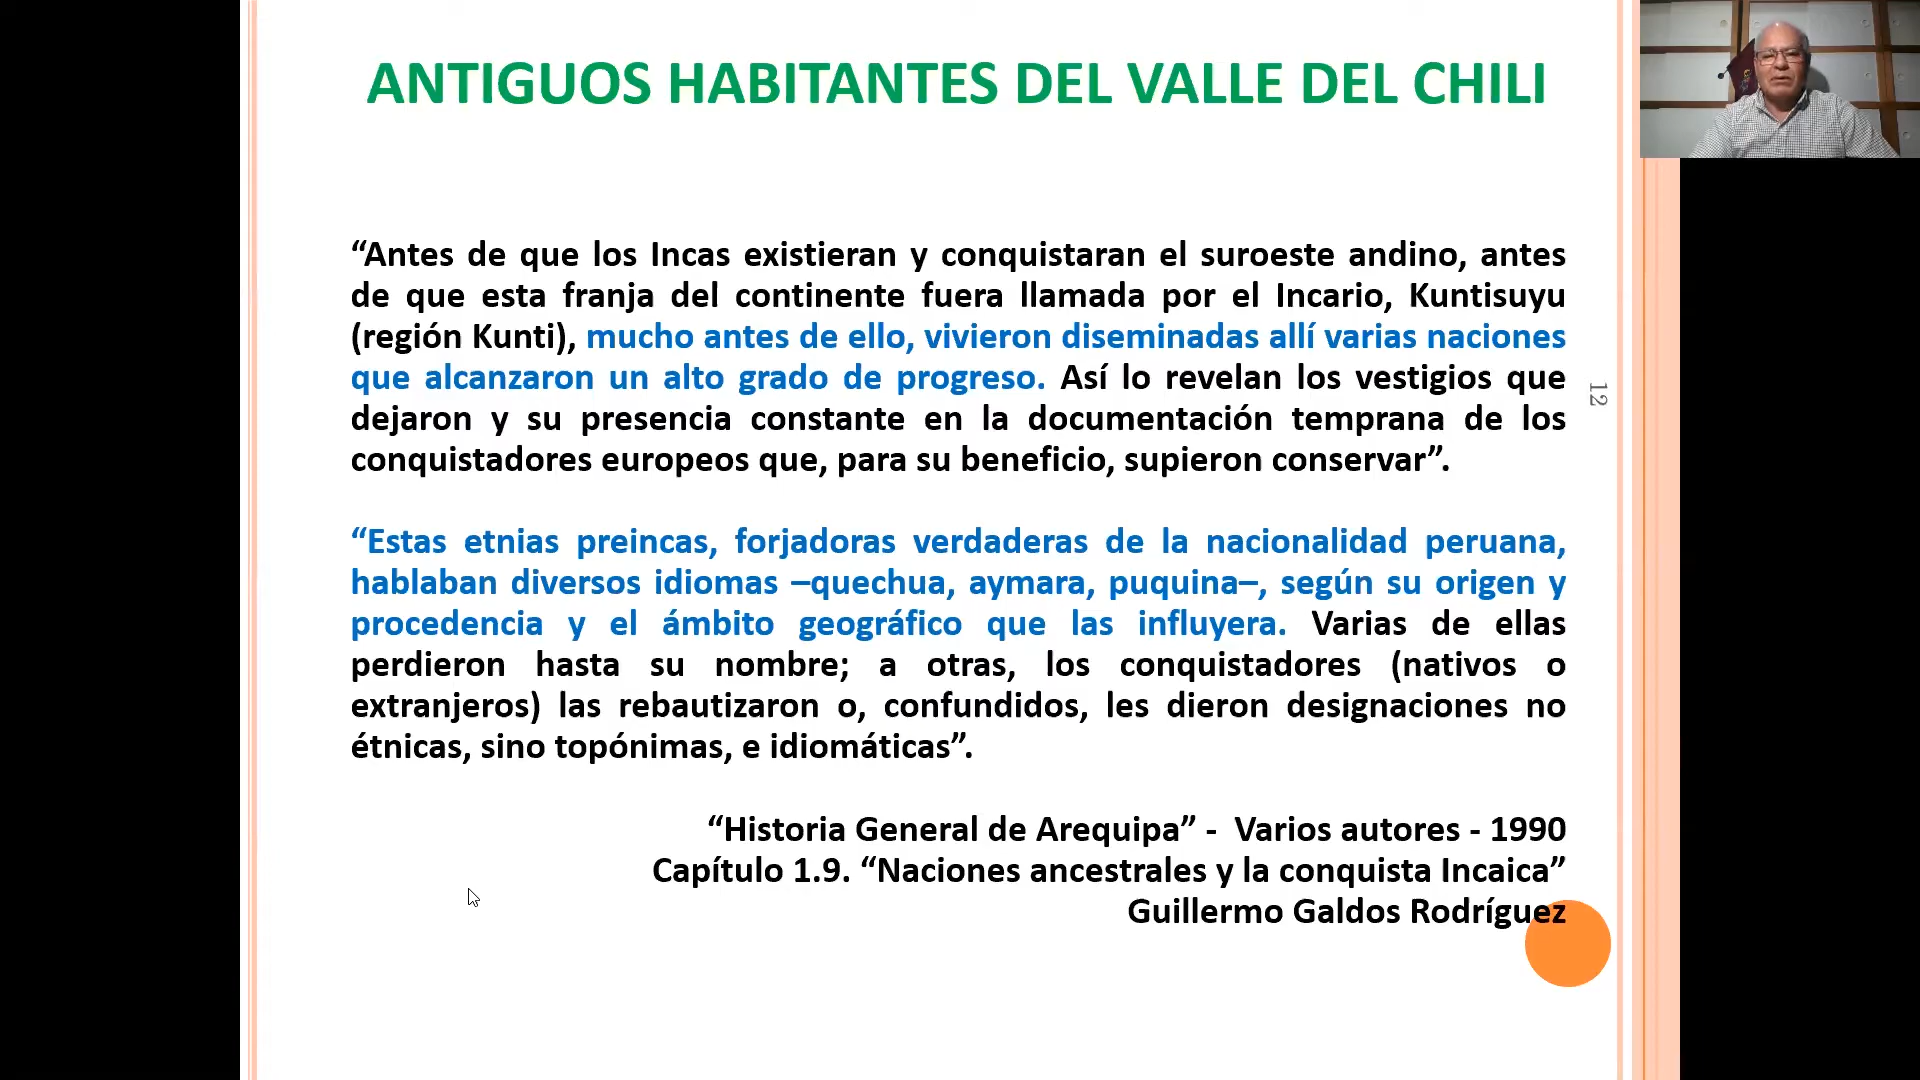 ANTIGUOS HABITANTES DEL VALLE DEL CHILI
“Antes de que los Incas existieran y conquistaran el suroeste andino, antes
de que esta franja del continente fuera llamada por el Incario, Kuntisuyu
(región Kunti), mucho antes de ello, vivieron diseminadas allí varias naciones
que alcanzaron un alto grado de progreso. Así lo revelan los vestigios que
dejaron y su presencia constante en la documentación temprana de los
conquistadores europeos que, para su beneficio, supieron conservar”.
“Estas etnias preincas, forjadoras verdaderas de la nacionalidad peruana,
hablaban diversos idiomas –quechua, aymara, puquina–, según su origen y
procedencia y el ámbito geográfico que las influyera. Varias de ellas
perdieron hasta su nombre; a otras, los conquistadores (nativos o
extranjeros) las rebautizaron o, confundidos, les dieron designaciones no
étnicas, sino topónimas, e idiomáticas”.
“Historia General de Arequipa” - Varios autores - 1990
Capítulo 1.9. “Naciones ancestrales y la conquista Incaica”
Guillermo Galdos Rodríguez
12